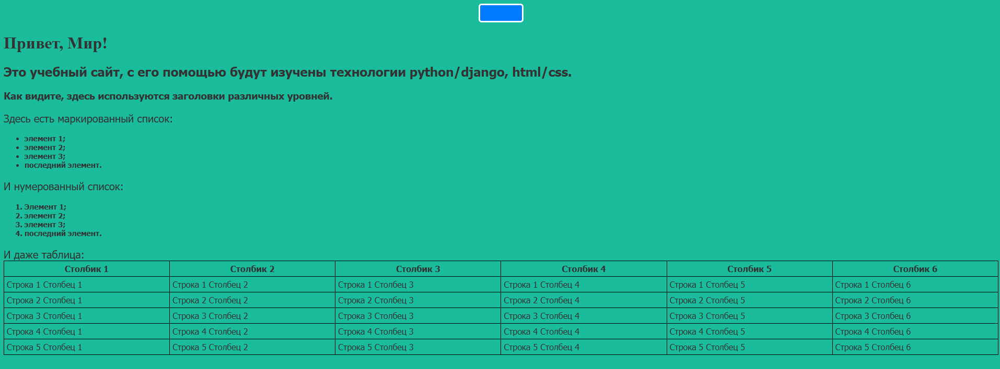 Привет, Мир!
Это учебный сайт, с его помощью будут изучены технологии python/django, html/css.
Как видите, здесь используются заголовки различных уровней.
Здесь есть маркированный список:
• элемент 1;
• элемент 2;
• элемент 3;
• последний элемент.
И нумерованный список:
1. Элемент 1;
2. элемент 2;
3. элемент 3;
4. последний элемент.
И даже таблица:
Столбик 1 Столбик 2 Столбик 3 Столбик 4 Столбик 5 Столбик 6
Строка 1 Столбец 1 Строка 1 Столбец 2 Строка 1 Столбец 3 Строка 1 Столбец 4 Строка 1 Столбец 5 Строка 1 Столбец 6
Строка 2 Столбец 1 Строка 2 Столбец 2 Строка 2 Столбец 3 Строка 2 Столбец 4 Строка 2 Столбец 5 Строка 2 Столбец 6
Строка 3 Столбец 1 Строка 3 Столбец 2 Строка 3 Столбец 3 Строка 3 Столбец 4 Строка 3 Столбец 5 Строка 3 Столбец 6
Строка 4 Столбец 1 Строка 4 Столбец 2 Строка 4 Столбец 3 Строка 4 Столбец 4 Строка 4 Столбец 5 Строка 4 Столбец 6
Строка 5 Столбец 1 Строка 5 Столбец 2 Строка 5 Столбец 3 Строка 5 Столбец 4 Строка 5 Столбец 5 Строка 5 Столбец 6